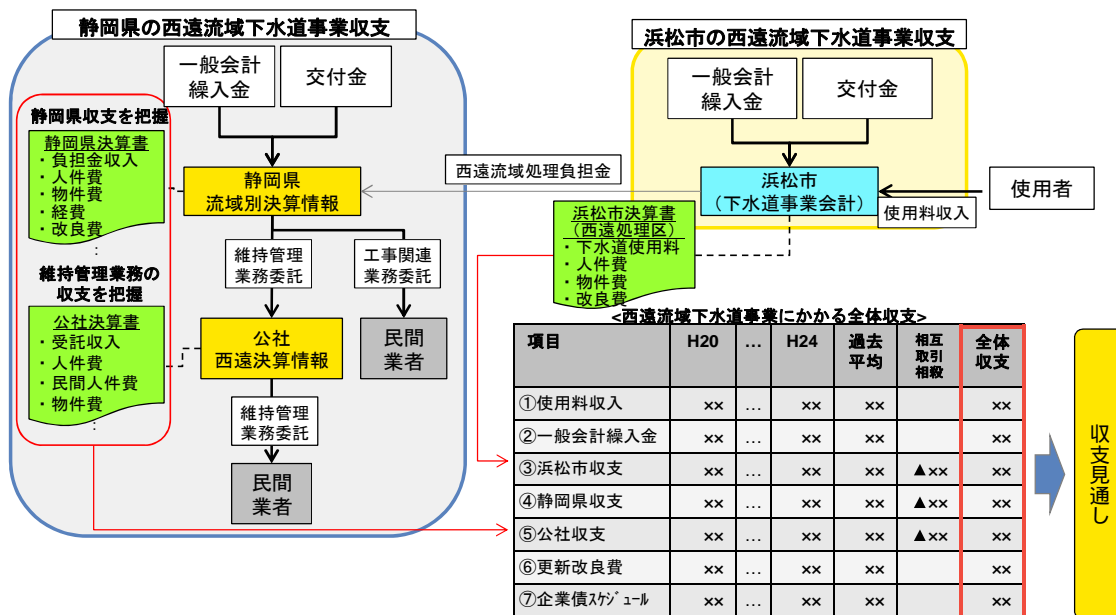 静岡県の西遠流域下水道事業収支
一般会計
繰入金
交付金
静岡県収支を把握
静岡県決算書
・負担金収入
・人件費
・物件費
・経費
・改良費
：
静岡県
流域別決算情報
維持管理
業務委託
工事関連
業務委託
維持管理業務の
収支を把握
公社決算書
・受託収入
・人件費
・民間人件費
・物件費
：
公社
西遠決算情報
民間
業者
維持管理
業務委託
民間
業者
西遠流域処理負担金
浜松市の西遠流域下水道事業収支
一般会計
繰入金
交付金
浜松市
（下水道事業会計）
使用者
使用料収入
浜松市決算書
（西遠処理区）
・下水道使用料
・人件費
・物件費
・改良費
<西遠流域下水道事業にかかる全体収支>
項目 H20 … H24 過去平均 相互取引相殺 全体収支
①使用料収入 ×× … ×× ×× ××
②一般会計繰入金 ×× … ×× ×× ××
③浜松市収支 ×× … ×× ×× ▲×× ××
④静岡県収支 ×× … ×× ×× ▲×× ××
⑤公社収支 ×× … ×× ×× ▲×× ××
⑥更新改良費 ×× … ×× ×× ××
⑦企業債ｽｹｼﾞｭｰﾙ ×× … ×× ×× ××
収支見通し